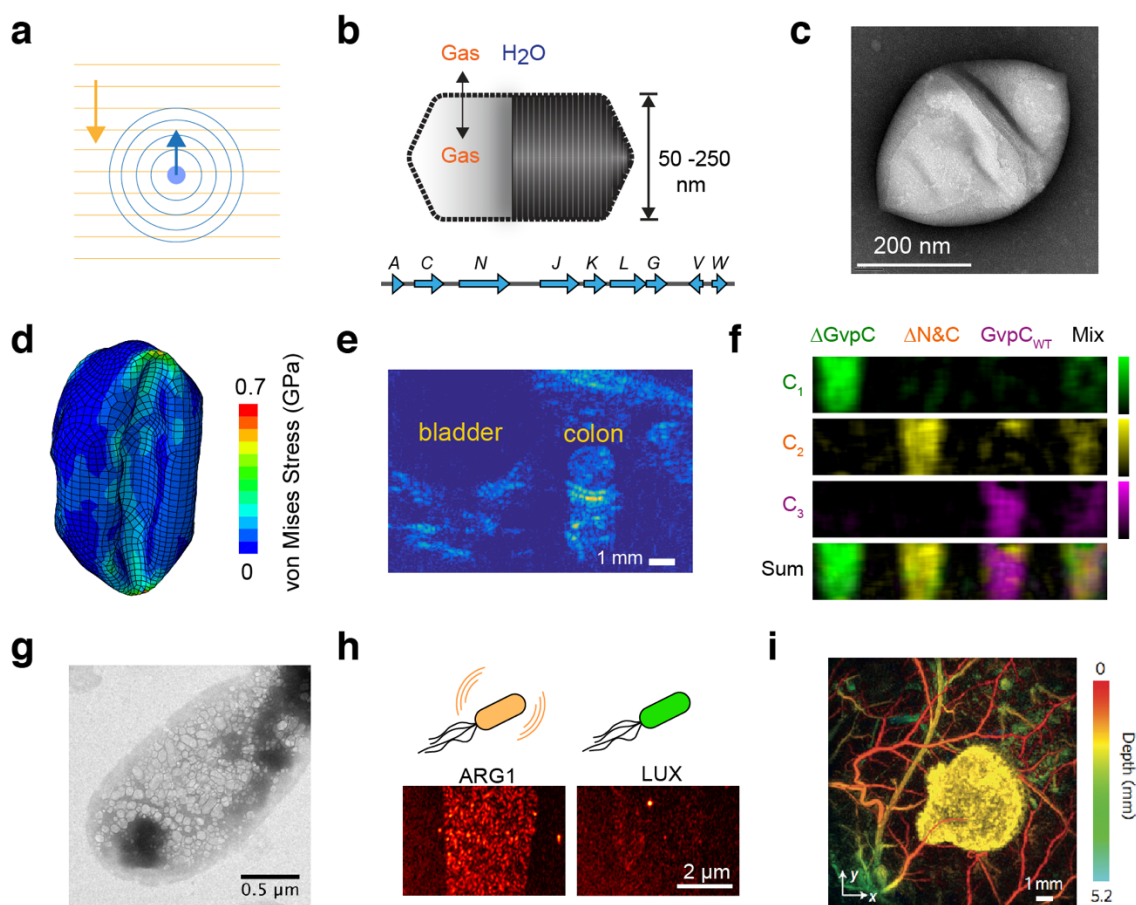 a
b
Gas H₂O
Gas
50 -250
nm
A C N J K L G V W
c
200 nm
d
0.7
0
von Mises Stress (GPa)
e
bladder colon
1 mm
f
ΔGvpC ΔN&C GvpC_WT Mix
C₁
C₂
C₃
Sum
g
0.5 µm
h
ARG1 LUX
2 µm
i
0
Depth (mm)
5.2
y
x
1 mm